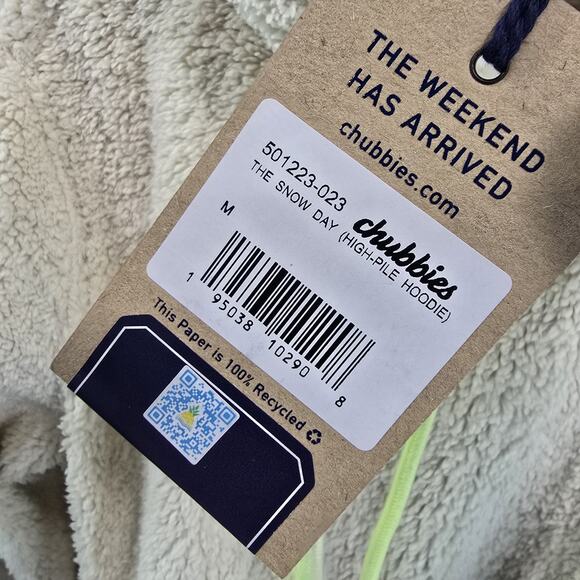 THE WEEKEND
HAS ARRIVED
chubbies.com
501223-023
chubbies
THE SNOW DAY (HIGH-PILE HOODIE)
M
1 95038 10290 8
This Paper is 100% Recycled